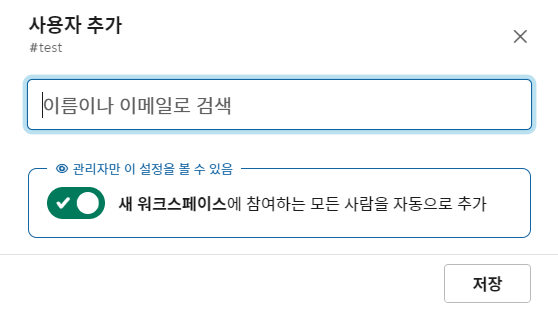 사용자 추가
#test
이름이나 이메일로 검색
관리자만 이 설정을 볼 수 있음
새 워크스페이스에 참여하는 모든 사람을 자동으로 추가
저장